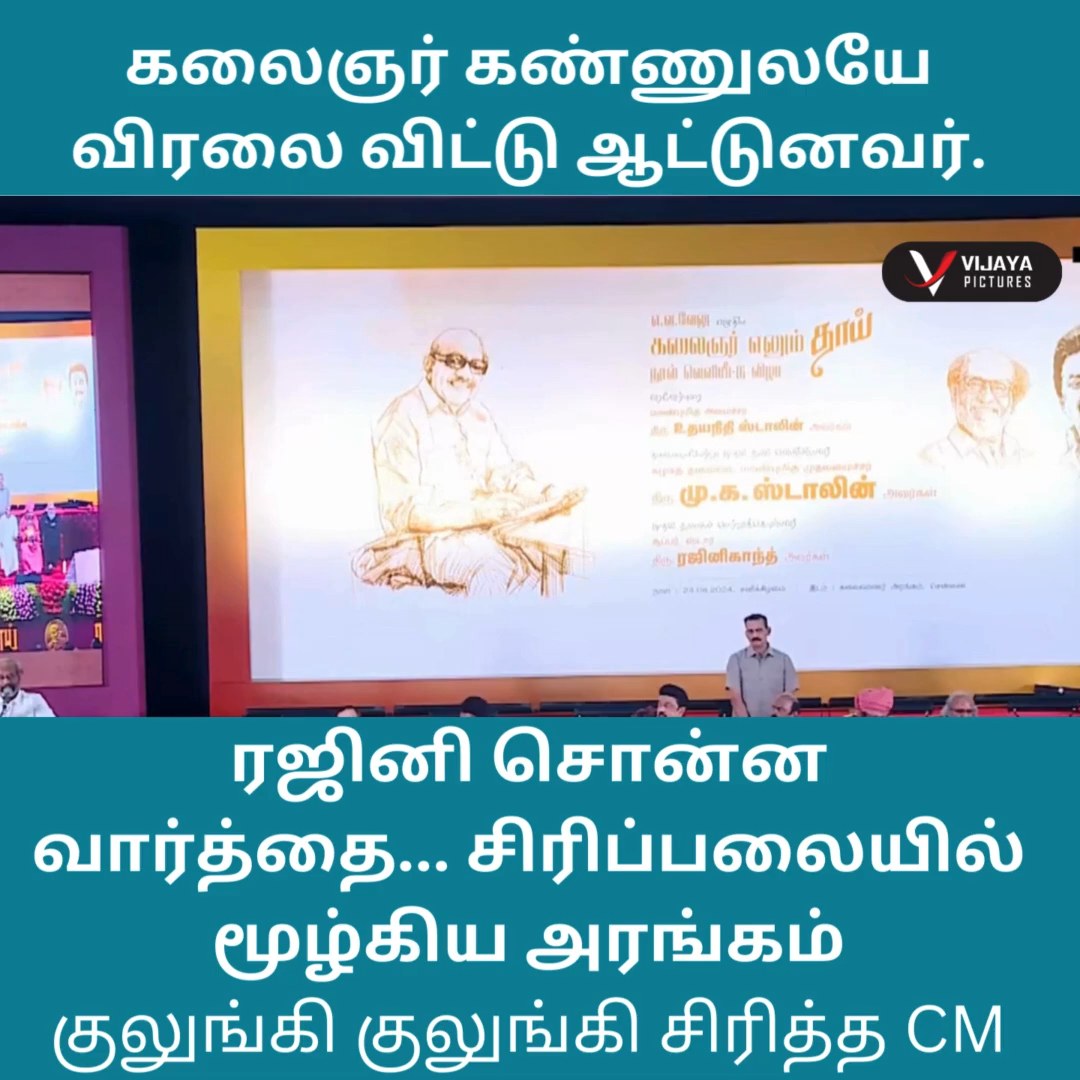 கலைஞர் கண்ணுலயே
விரலை விட்டு ஆட்டுனவர்.
VIJAYA
PICTURES
எ.வ.வேலு எழுதிய
கலைஞர் எனும் தாய்
நூல் வெளியீட்டு விழா
திரு உதயநிதி ஸ்டாலின் அவர்கள்
திரு மு.க.ஸ்டாலின் அவர்கள்
திரு ரஜினிகாந்த் அவர்கள்
ரஜினி சொன்ன
வார்த்தை... சிரிப்பலையில்
மூழ்கிய அரங்கம்
குலுங்கி குலுங்கி சிரித்த CM